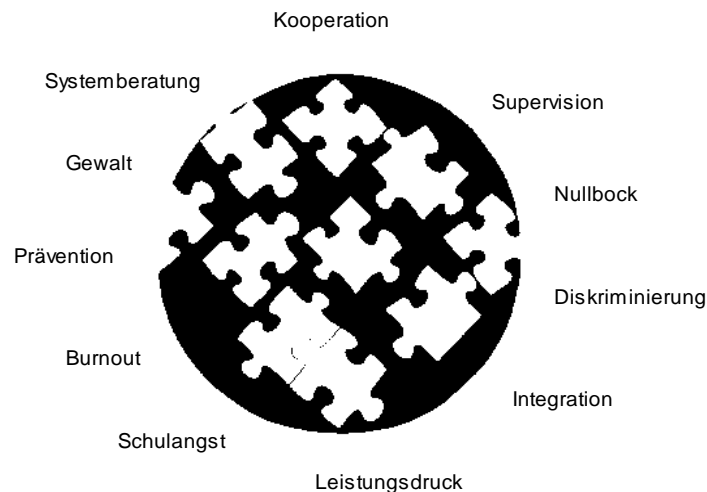 Kooperation
Systemberatung
Supervision
Gewalt
Nullbock
Prävention
Diskriminierung
Burnout
Integration
Schulangst
Leistungsdruck